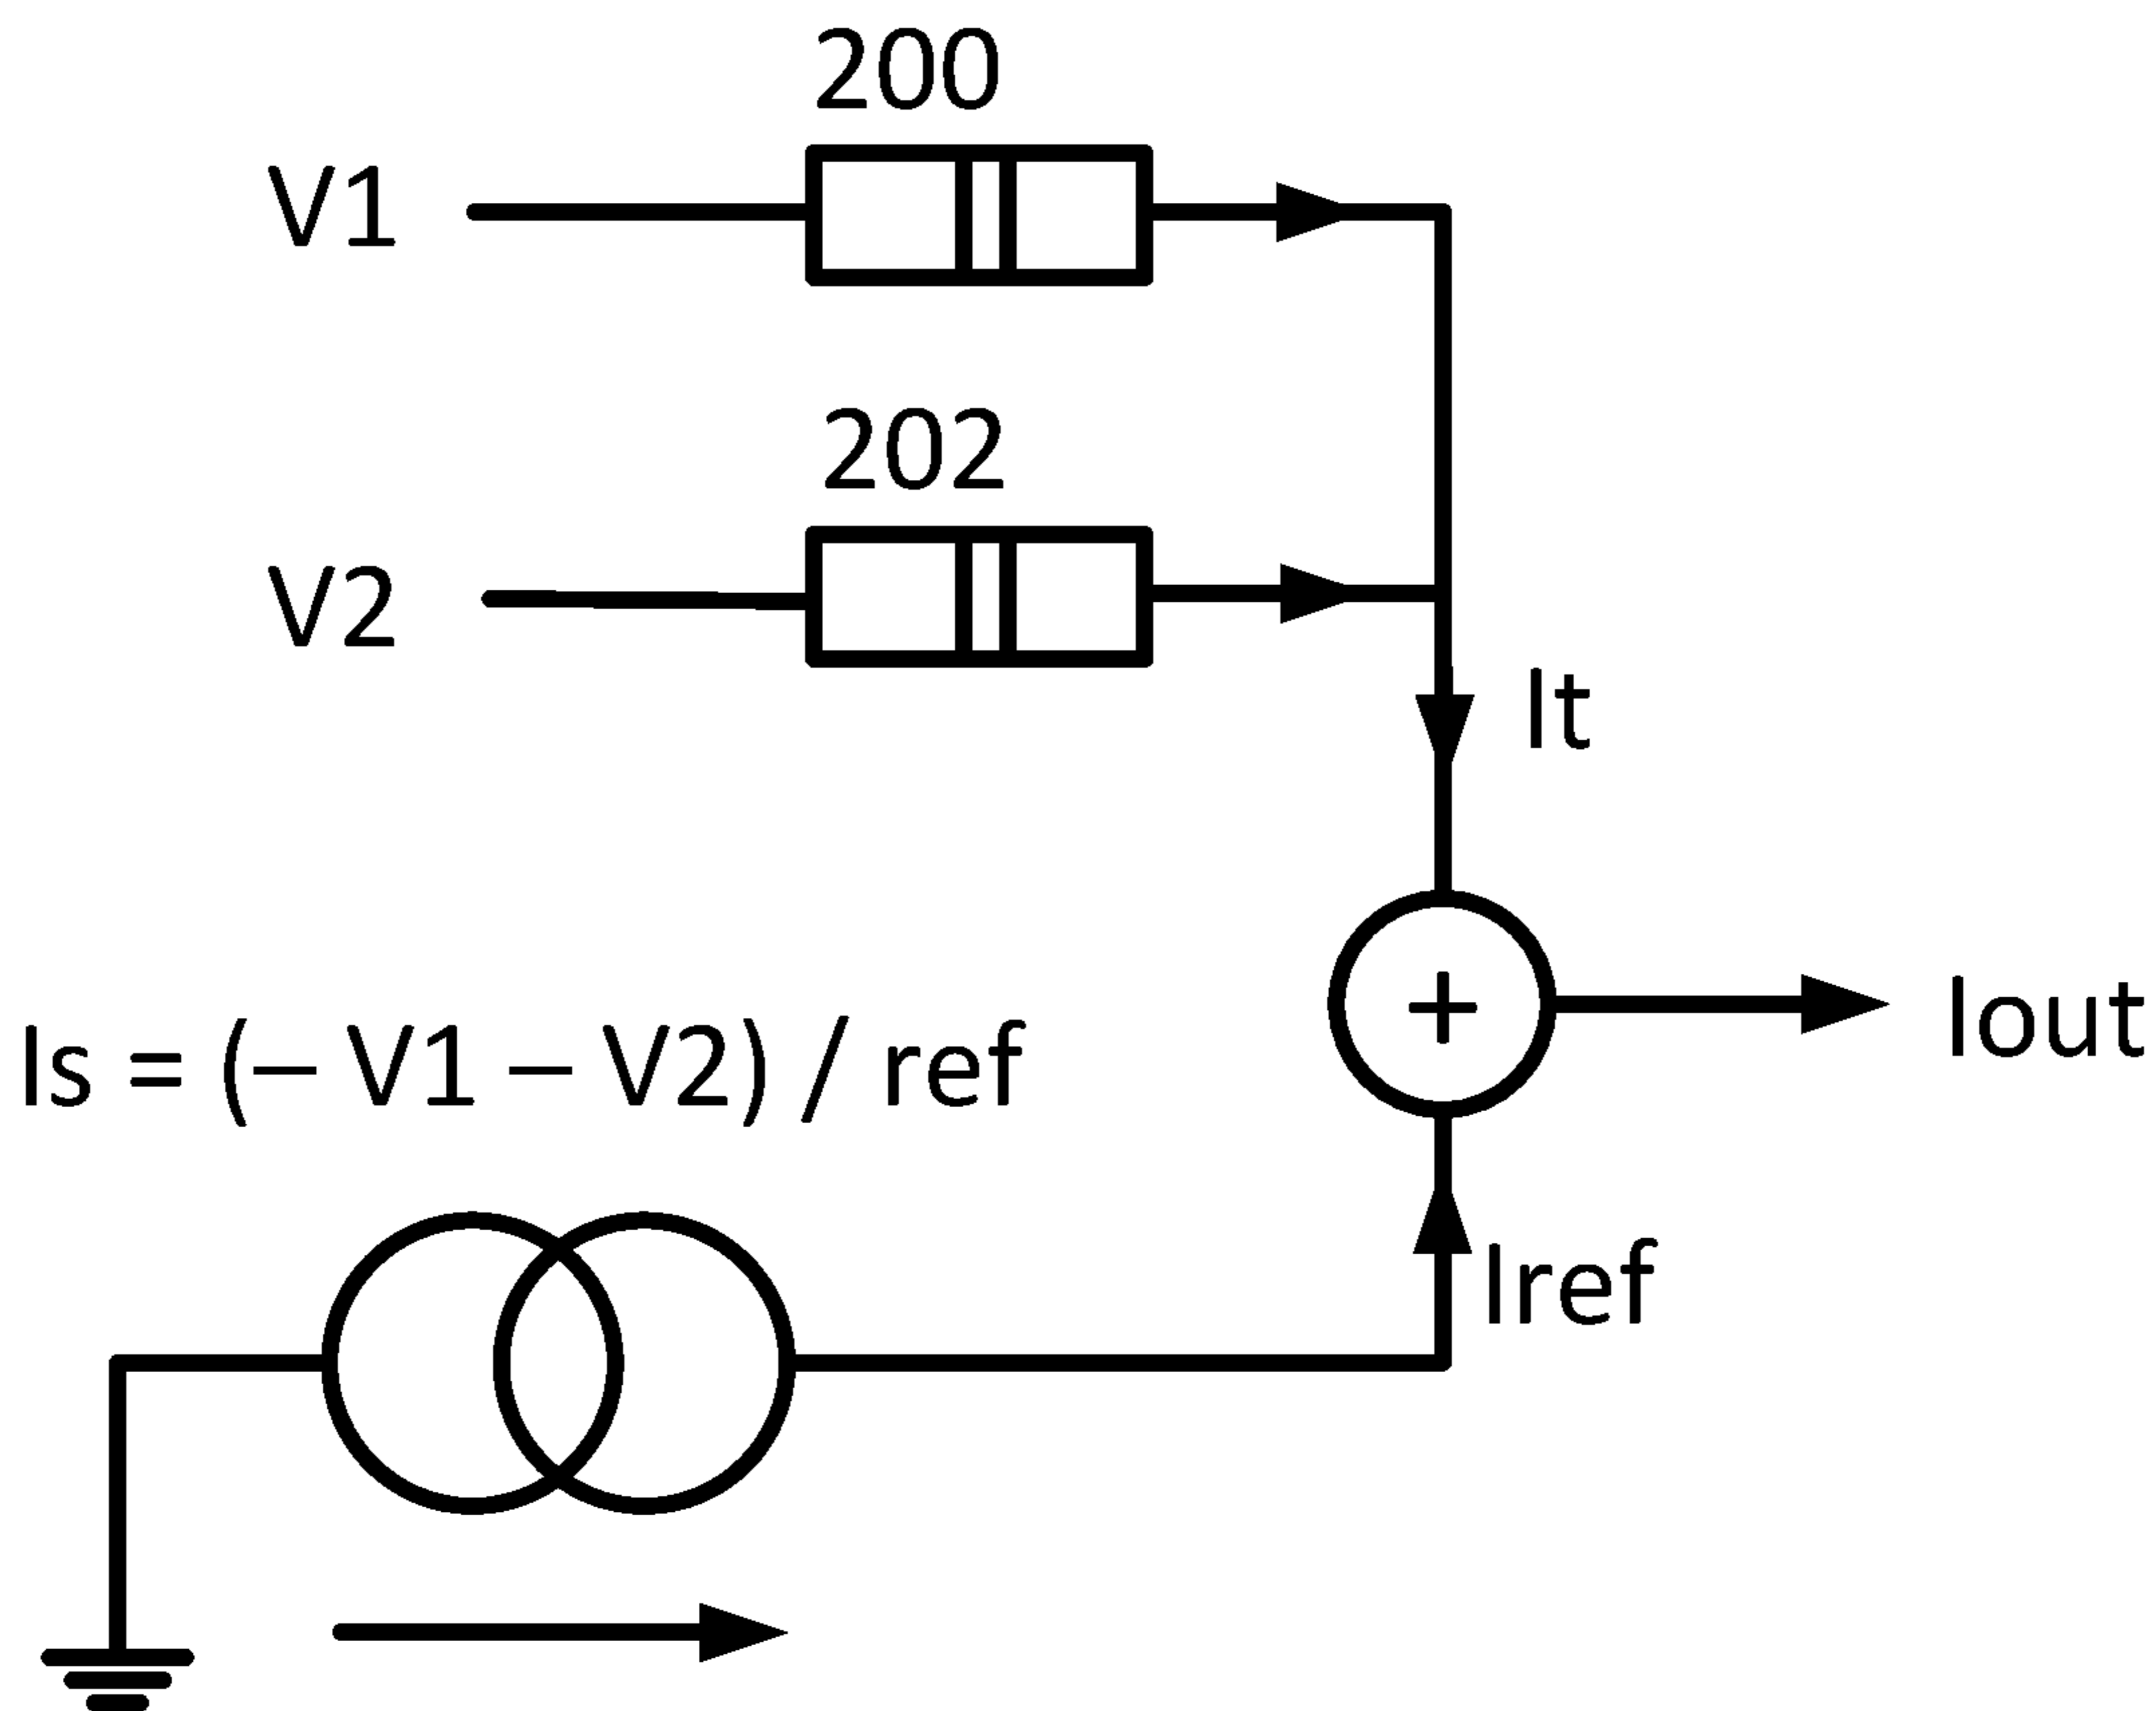 200
V1
202
V2
It
+
Iout
Is = (– V1 – V2) / ref
Iref